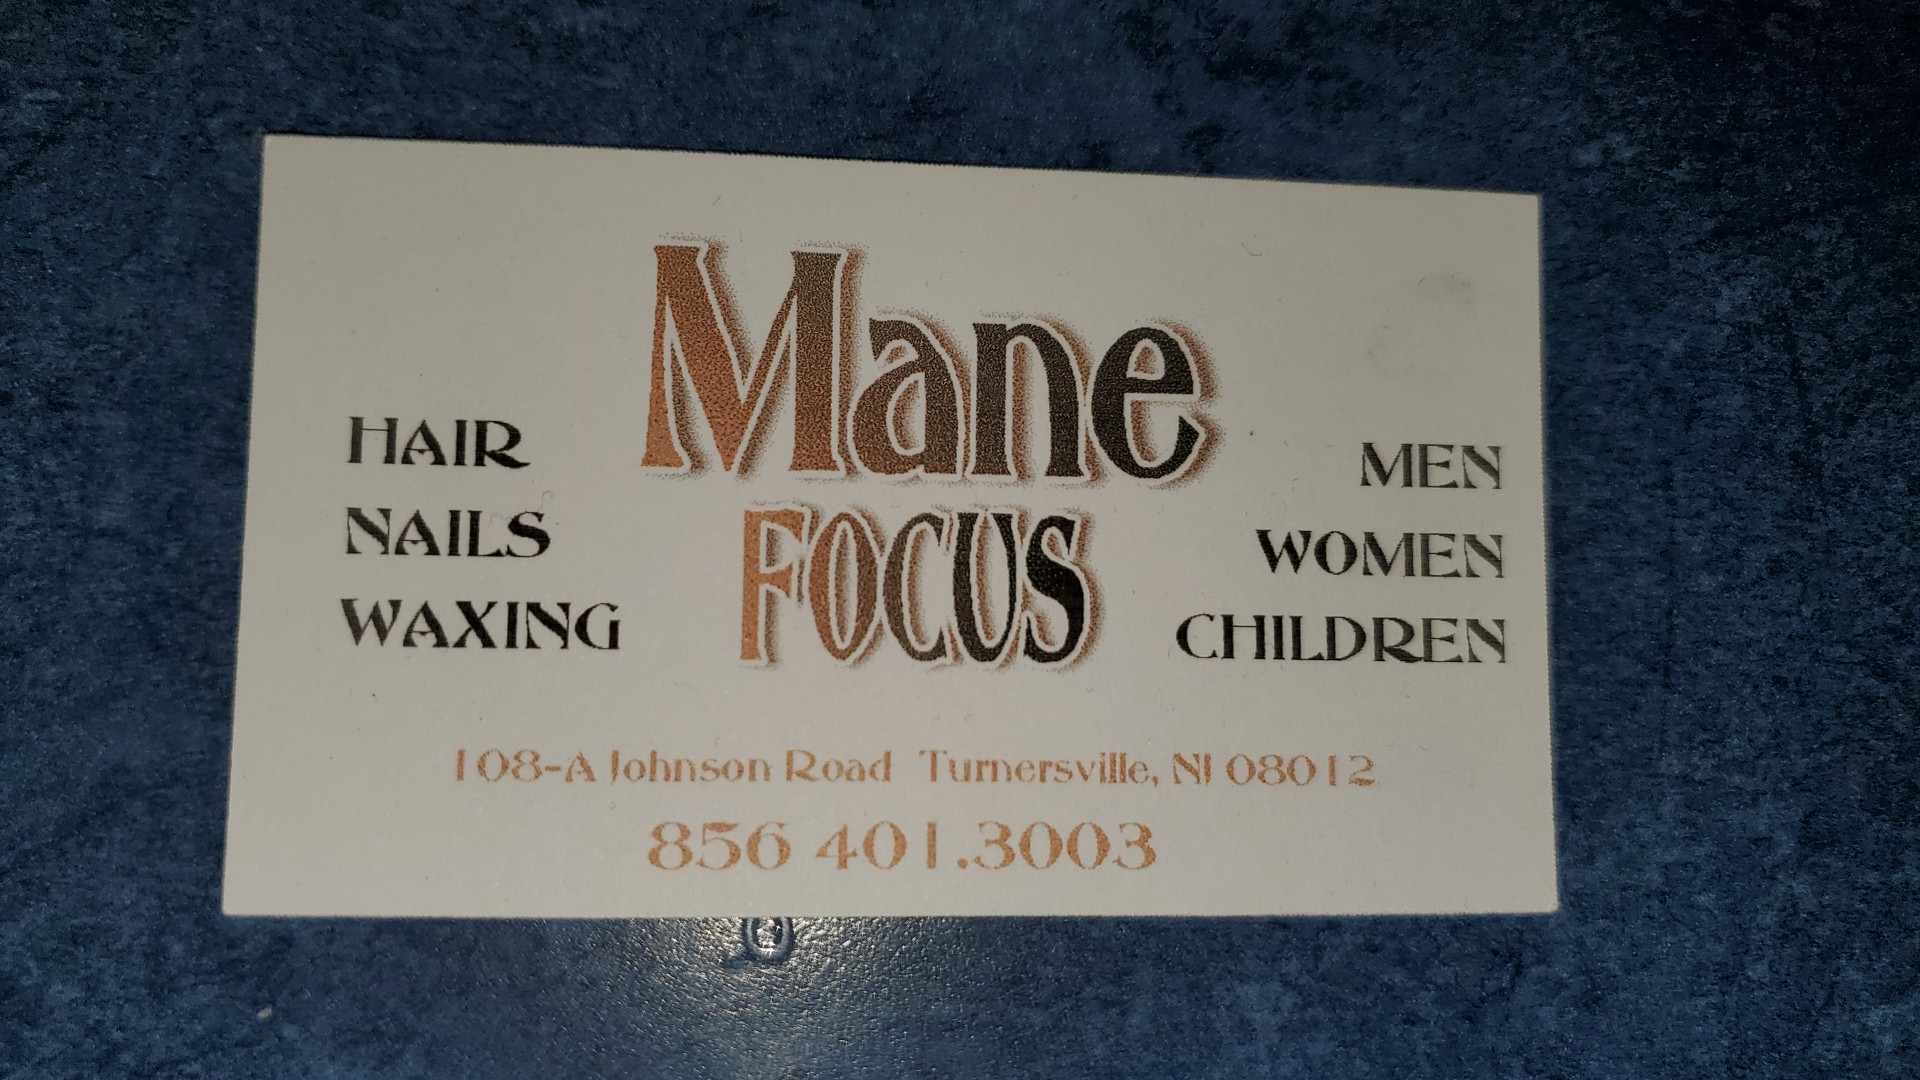 Mane
FOCUS
HAIR
NAILS
WAXING
MEN
WOMEN
CHILDREN
108-A Johnson Road Turnersville, NJ 08012
856 401.3003